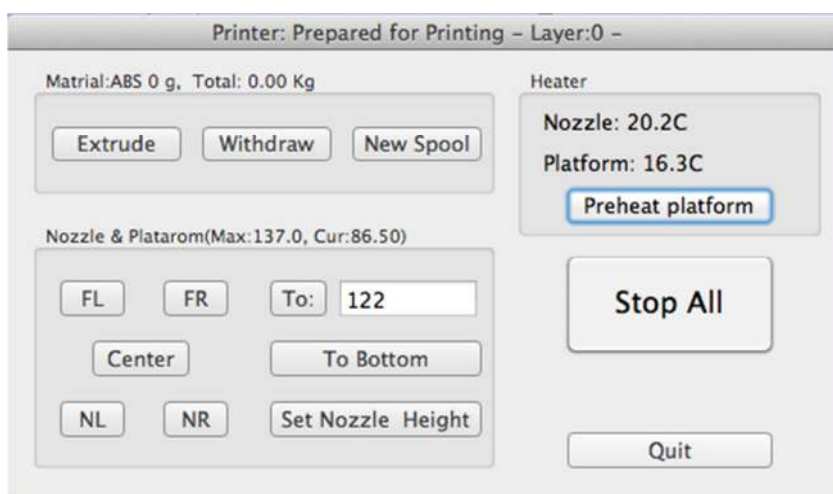 Printer: Prepared for Printing – Layer:0 –
Matrial:ABS 0 g, Total: 0.00 Kg
Extrude Withdraw New Spool
Heater
Nozzle: 20.2C
Platform: 16.3C
Preheat platform
Nozzle & Platarom(Max:137.0, Cur:86.50)
FL FR To: 122
Center To Bottom
NL NR Set Nozzle Height
Stop All
Quit